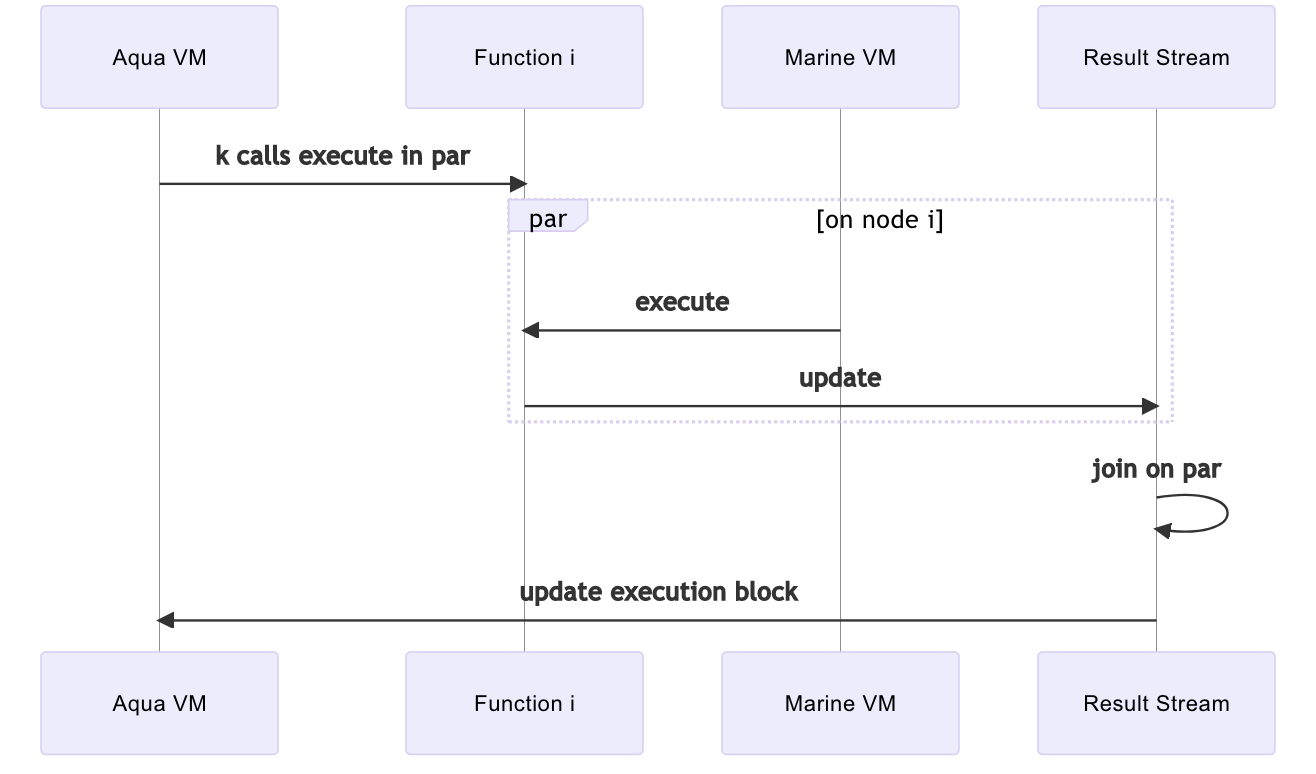 Aqua VM
Function i
Marine VM
Result Stream
k calls execute in par
par
[on node i]
execute
update
join on par
update execution block
Aqua VM
Function i
Marine VM
Result Stream